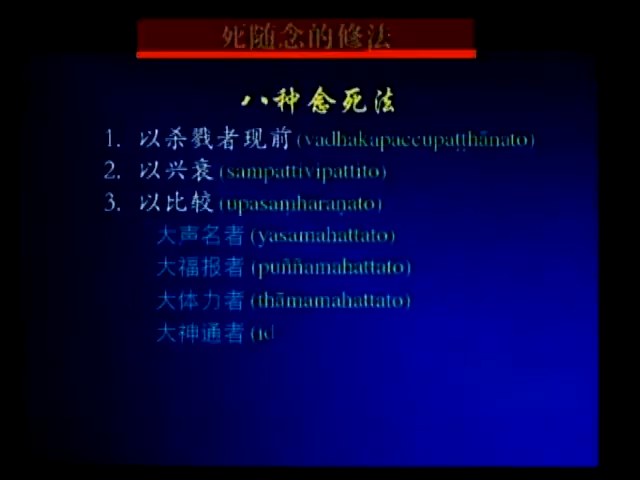 死随念的修法
八种念死法
1. 以杀戮者现前 (vadhakapaccupaṭṭhānato)
2. 以兴衰 (sampattivipattito)
3. 以比较 (upasaṃharaṇato)
大声名者 (yasamahattato)
大福报者 (puññamahattato)
大体力者 (thāmamahattato)
大神通者 (id